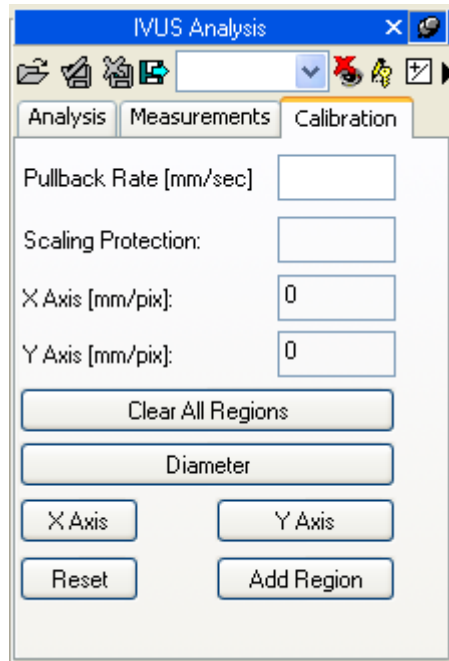 IVUS Analysis
Analysis Measurements Calibration
Pullback Rate [mm/sec]
Scaling Protection:
X Axis [mm/pix]: 0
Y Axis [mm/pix]: 0
Clear All Regions
Diameter
X Axis Y Axis
Reset Add Region